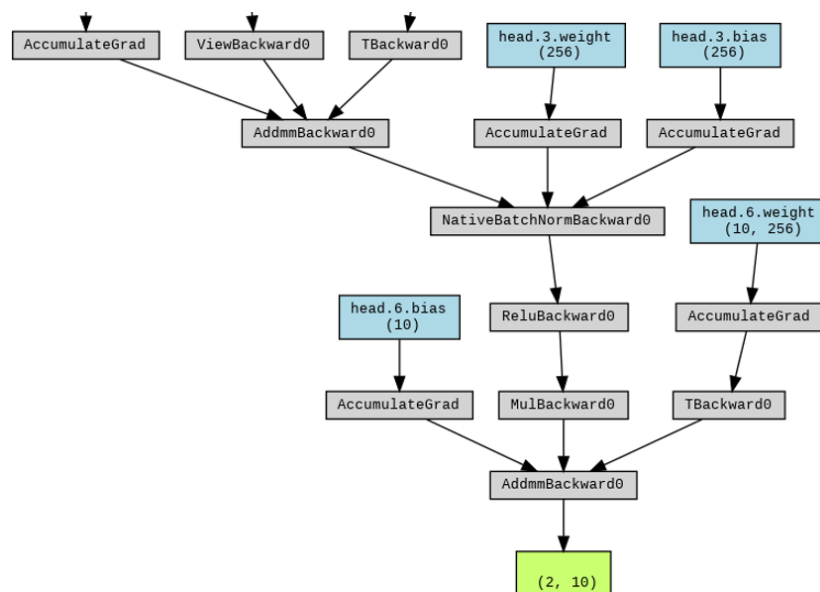 AccumulateGrad
ViewBackward0
TBackward0
head.3.weight
(256)
head.3.bias
(256)
AddmmBackward0
AccumulateGrad
AccumulateGrad
NativeBatchNormBackward0
head.6.weight
(10, 256)
head.6.bias
(10)
ReluBackward0
AccumulateGrad
AccumulateGrad
MulBackward0
TBackward0
AddmmBackward0
(2, 10)